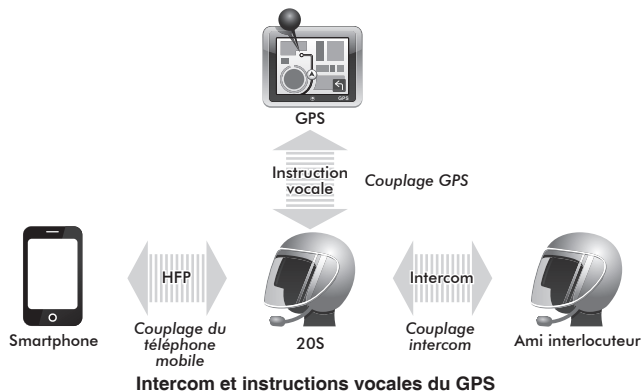 GPS
GPS
Instruction
vocale
Couplage GPS
HFP
Intercom
Smartphone
Couplage du
téléphone
mobile
20S
Couplage
intercom
Ami interlocuteur
Intercom et instructions vocales du GPS